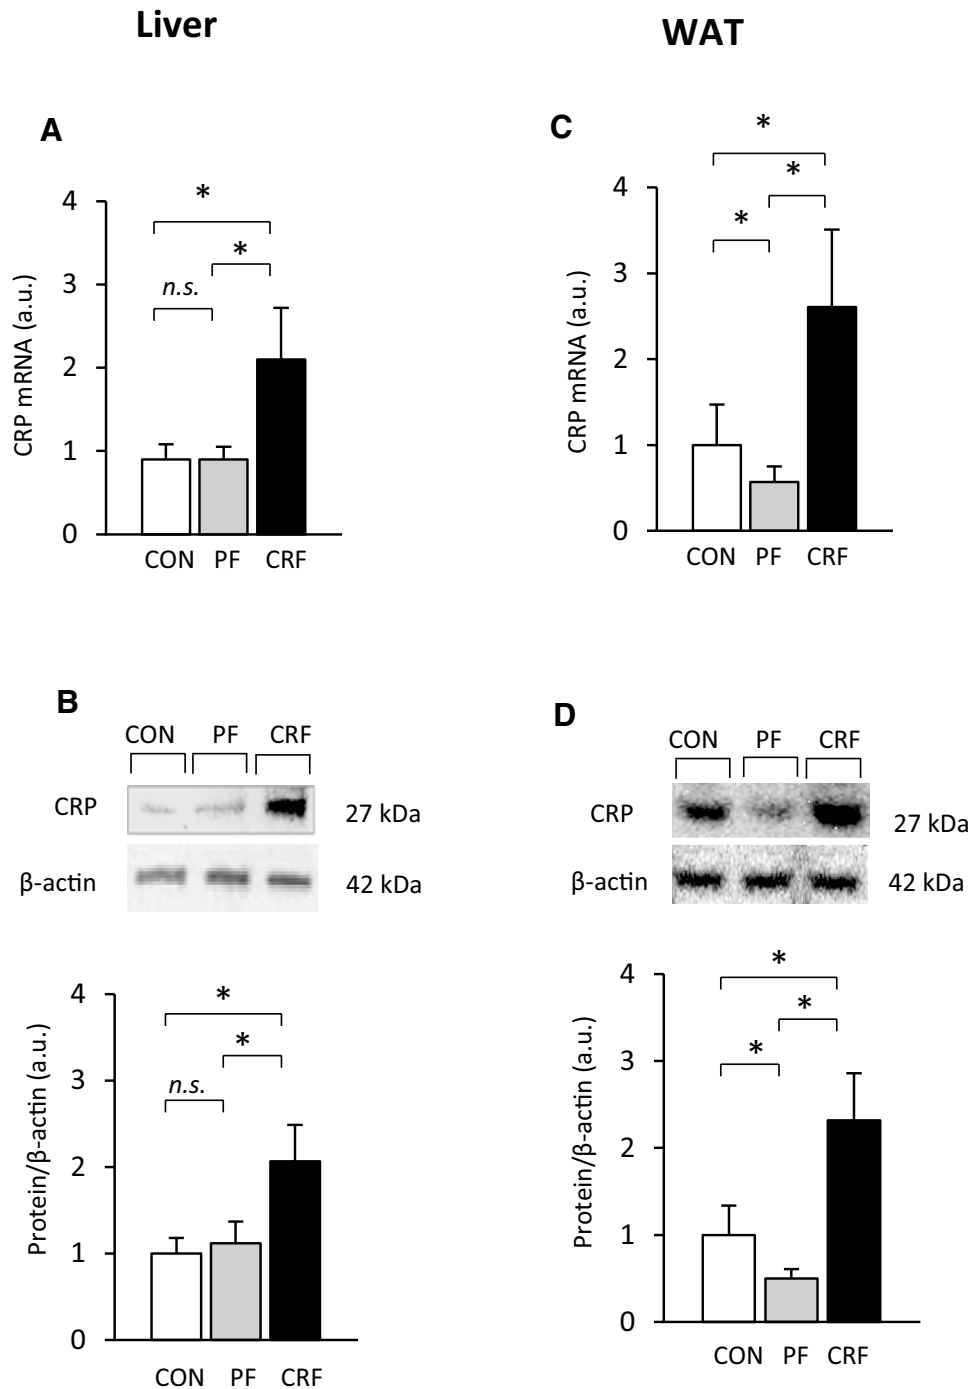 Liver
WAT
A
4
3
2
1
0
CRP mRNA (a.u.)
*
*
n.s.
CON PF CRF
C
4
3
2
1
0
CRP mRNA (a.u.)
*
*
*
CON PF CRF
B
CON PF CRF
CRP 27 kDa
β-actin 42 kDa
4
3
2
1
0
Protein/β-actin (a.u.)
*
*
n.s.
CON PF CRF
D
CON PF CRF
CRP 27 kDa
β-actin 42 kDa
4
3
2
1
0
Protein/β-actin (a.u.)
*
*
*
CON PF CRF